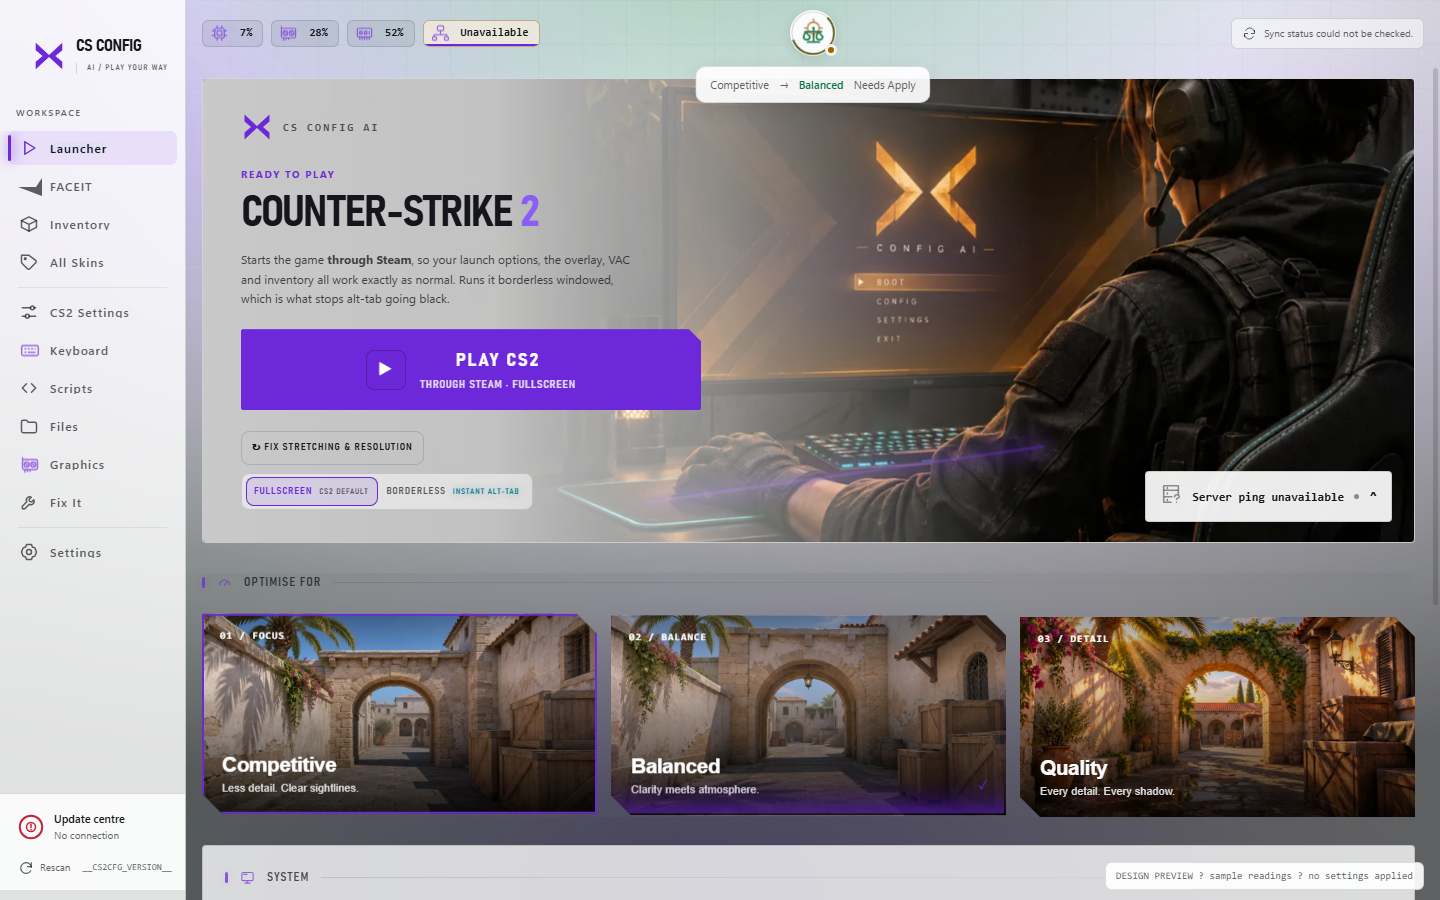 CS CONFIG
AI / PLAY YOUR WAY
WORKSPACE
Launcher
FACEIT
Inventory
All Skins
CS2 Settings
Keyboard
Scripts
Files
Graphics
Fix It
Settings
Update centre
No connection
Rescan __CS2CFG_VERSION__
7% 28% 52% Unavailable
Sync status could not be checked.
Competitive → Balanced Needs Apply
CS CONFIG AI
READY TO PLAY
COUNTER-STRIKE 2
Starts the game through Steam, so your launch options, the overlay, VAC
and inventory all work exactly as normal. Runs it borderless windowed,
which is what stops alt-tab going black.
PLAY CS2
THROUGH STEAM · FULLSCREEN
↻ FIX STRETCHING & RESOLUTION
FULLSCREEN CS2 DEFAULT BORDERLESS INSTANT ALT-TAB
CONFIG AI
BOOT
CONFIG
SETTINGS
EXIT
Server ping unavailable
OPTIMISE FOR
01 / FOCUS
Competitive
Less detail. Clear sightlines.
02 / BALANCE
Balanced
Clarity meets atmosphere.
03 / DETAIL
Quality
Every detail. Every shadow.
SYSTEM
DESIGN PREVIEW ? sample readings ? no settings applied